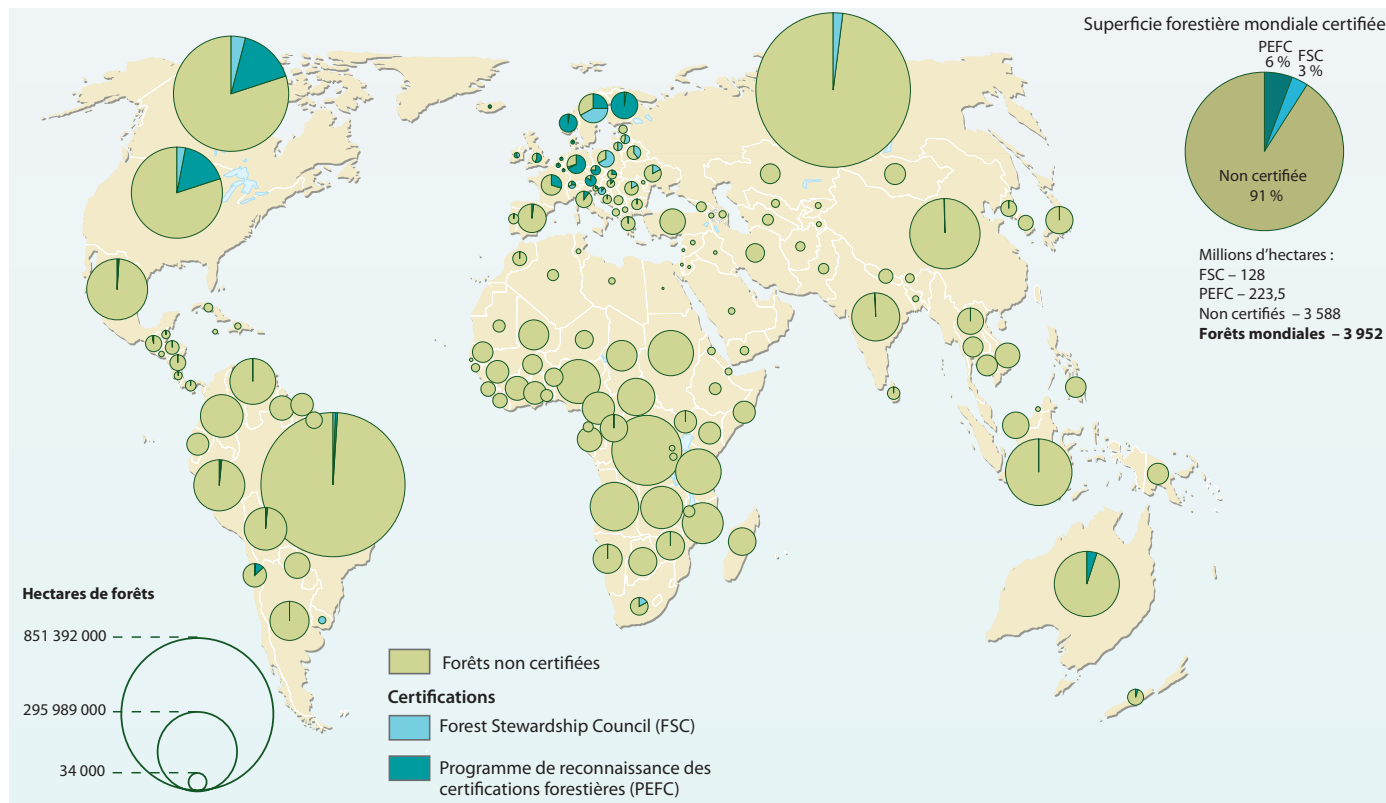 Superficie forestière mondiale certifiée
PEFC
6 %
FSC
3 %
Non certifiée
91 %
Millions d'hectares :
FSC – 128
PEFC – 223,5
Non certifiés – 3 588
Forêts mondiales – 3 952
Hectares de forêts
851 392 000
295 989 000
34 000
Forêts non certifiées
Certifications
Forest Stewardship Council (FSC)
Programme de reconnaissance des
certifications forestières (PEFC)